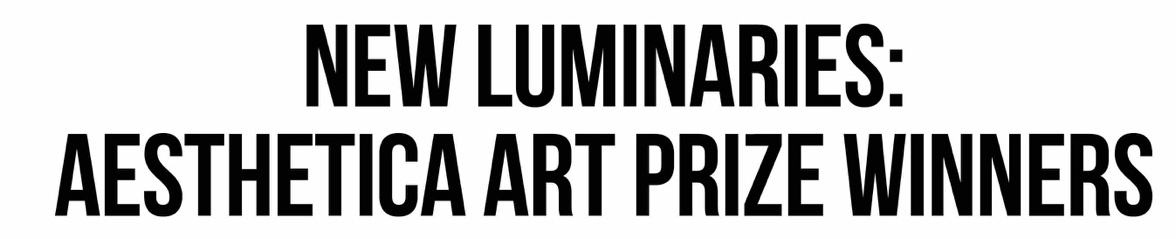 NEW LUMINARIES:
AESTHETICA ART PRIZE WINNERS